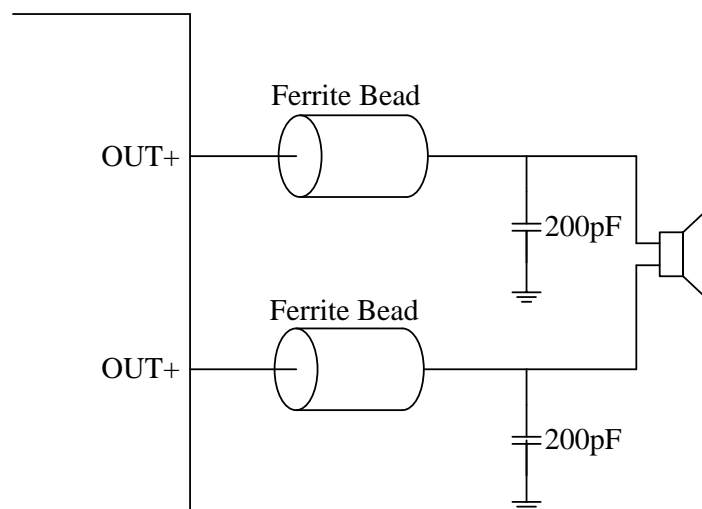 Ferrite Bead
OUT+
200pF
Ferrite Bead
OUT+
200pF